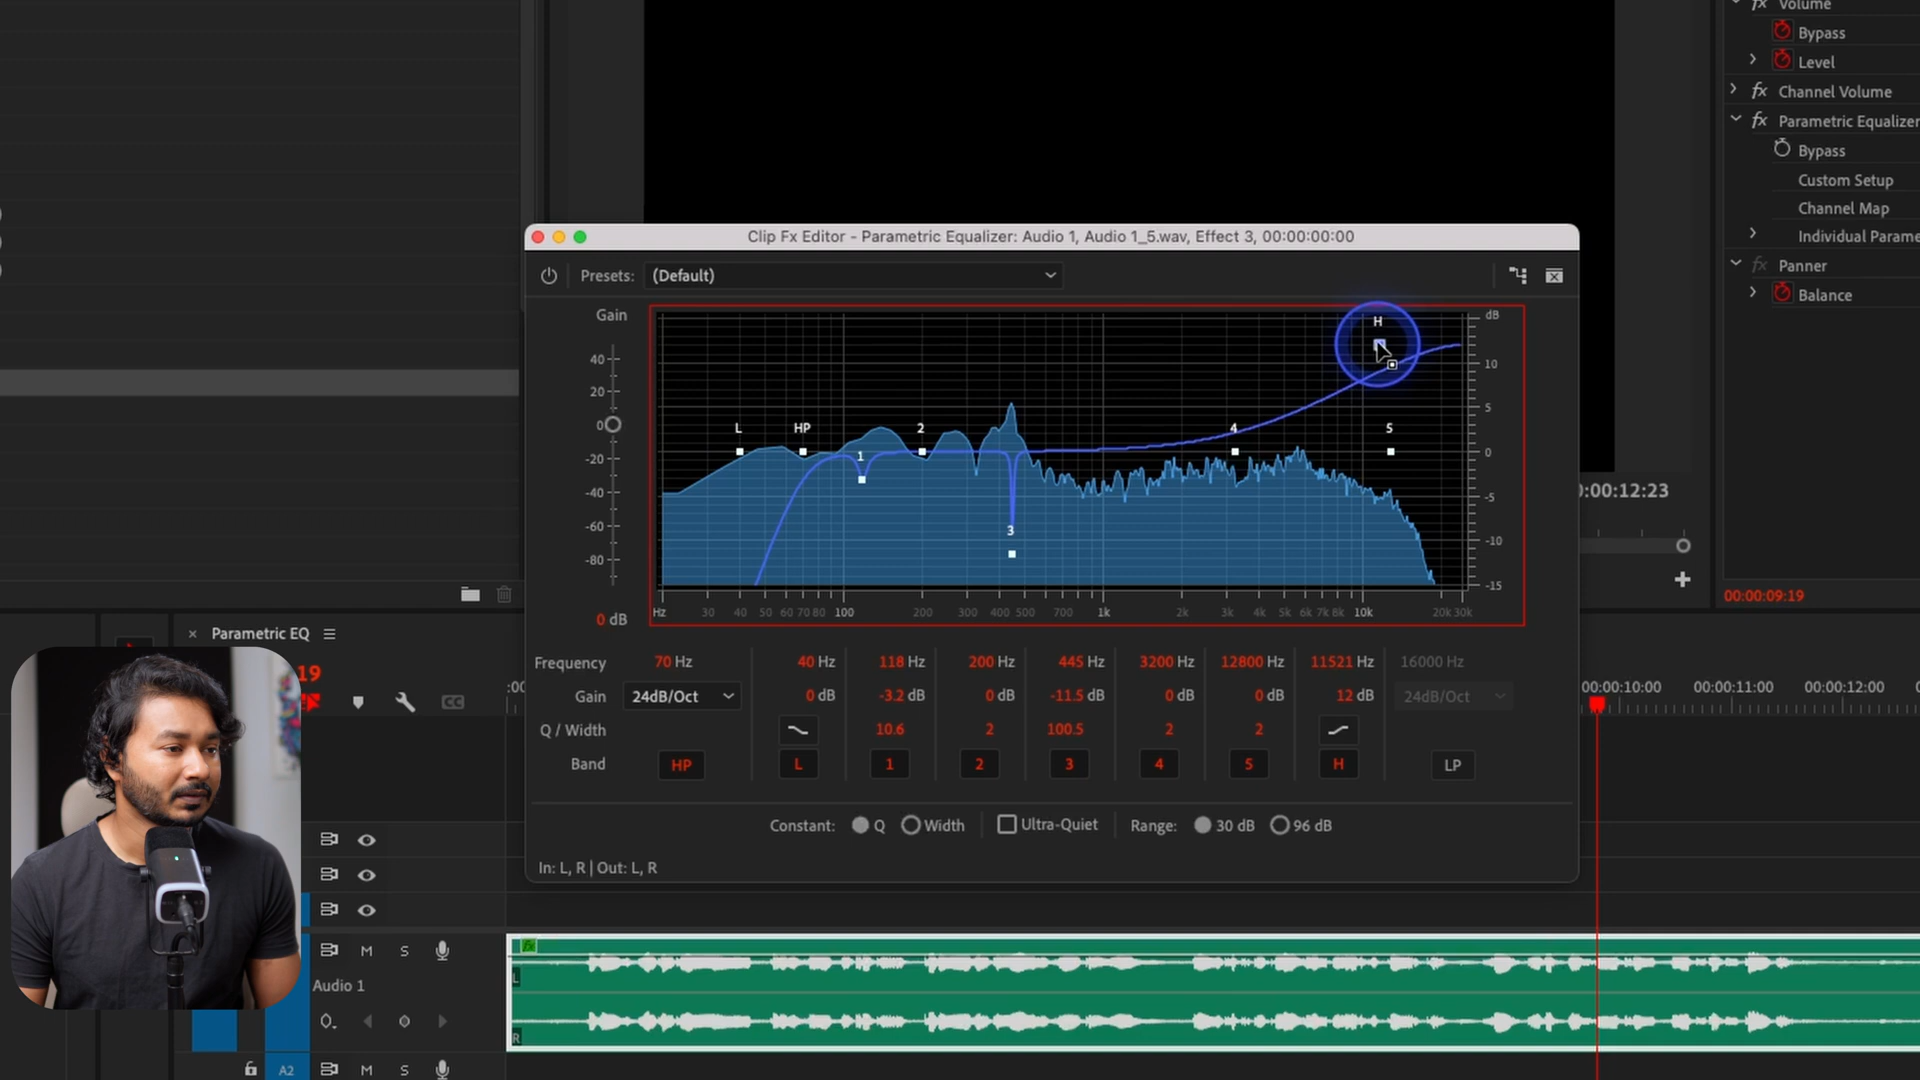 Volume
Bypass
Level
fx Channel Volume
fx Parametric Equalizer
Bypass
Custom Setup
Channel Map
Individual Parame
fx Panner
Balance
00:00:09:19
:00:12:23
Clip Fx Editor - Parametric Equalizer: Audio 1, Audio 1_5.wav, Effect 3, 00:00:00:00
Presets: (Default)
Gain
40
20
0
-20
-40
-60
-80
0 dB
L HP 1 2 3 4 5 H
dB
10
5
0
-5
-10
-15
Hz 30 40 50 60 70 80 100 200 300 400 500 700 1k 2k 3k 4k 5k 6k 7k 8k 10k 20k 30k
Frequency 70 Hz 40 Hz 118 Hz 200 Hz 445 Hz 3200 Hz 12800 Hz 11521 Hz 16000 Hz
Gain 24dB/Oct 0 dB -3.2 dB 0 dB -11.5 dB 0 dB 0 dB 12 dB 24dB/Oct
Q / Width 10.6 2 100.5 2 2
Band HP L 1 2 3 4 5 H LP
Constant: Q Width Ultra-Quiet Range: 30 dB 96 dB
In: L, R | Out: L, R
× Parametric EQ
19
CC
:00
00:00:10:00 00:00:11:00 00:00:12:00
M S
Audio 1
fx
L
R
A2 M S